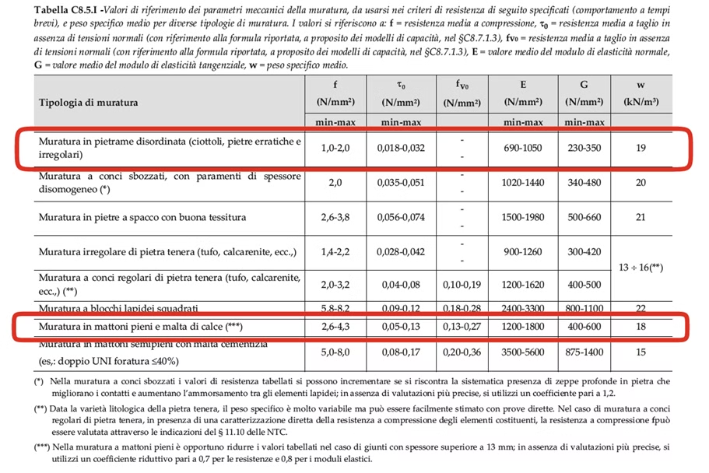 Tabella C8.5.I -Valori di riferimento dei parametri meccanici della muratura, da usarsi nei criteri di resistenza di seguito specificati (comportamento a tempi
brevi), e peso specifico medio per diverse tipologie di muratura. I valori si riferiscono a: f = resistenza media a compressione, τ₀ = resistenza media a taglio in
assenza di tensioni normali (con riferimento alla formula riportata, a proposito dei modelli di capacità, nel §C8.7.1.3), fv₀ = resistenza media a taglio in assenza
di tensioni normali (con riferimento alla formula riportata, a proposito dei modelli di capacità, nel §C8.7.1.3), E = valore medio del modulo di elasticità normale,
G = valore medio del modulo di elasticità tangenziale, w = peso specifico medio.
f τ₀ fV₀ E G w
Tipologia di muratura (N/mm²) (N/mm²) (N/mm²) (N/mm²) (N/mm²) (kN/m³)
min-max min-max min-max min-max
Muratura in pietrame disordinata (ciottoli, pietre erratiche e
irregolari) 1,0-2,0 0,018-0,032 - - 690-1050 230-350 19
Muratura a conci sbozzati, con paramenti di spessore
disomogeneo (*) 2,0 0,035-0,051 - - 1020-1440 340-480 20
Muratura in pietre a spacco con buona tessitura 2,6-3,8 0,056-0,074 - - 1500-1980 500-660 21
Muratura irregolare di pietra tenera (tufo, calcarenite, ecc.,) 1,4-2,2 0,028-0,042 - - 900-1260 300-420
13 ÷ 16(**)
Muratura a conci regolari di pietra tenera (tufo, calcarenite,
ecc.,) (**) 2,0-3,2 0,04-0,08 0,10-0,19 1200-1620 400-500
Muratura a blocchi lapidei squadrati 5,8-8,2 0,09-0,12 0,18-0,28 2400-3300 800-1100 22
Muratura in mattoni pieni e malta di calce (***) 2,6-4,3 0,05-0,13 0,13-0,27 1200-1800 400-600 18
Muratura in mattoni semipieni con malta cementizia
(es,: doppio UNI foratura ≤40%) 5,0-8,0 0,08-0,17 0,20-0,36 3500-5600 875-1400 15
(*) Nella muratura a conci sbozzati i valori di resistenza tabellati si possono incrementare se si riscontra la sistematica presenza di zeppe profonde in pietra che
migliorano i contatti e aumentano l'ammorsamento tra gli elementi lapidei; in assenza di valutazioni più precise, si utilizzi un coefficiente pari a 1,2.
(**) Data la varietà litologica della pietra tenera, il peso specifico è molto variabile ma può essere facilmente stimato con prove dirette. Nel caso di muratura a conci
regolari di pietra tenera, in presenza di una caratterizzazione diretta della resistenza a compressione degli elementi costituenti, la resistenza a compressione fpuò
essere valutata attraverso le indicazioni del § 11.10 delle NTC.
(***) Nella muratura a mattoni pieni è opportuno ridurre i valori tabellati nel caso di giunti con spessore superiore a 13 mm; in assenza di valutazioni più precise, si
utilizzi un coefficiente riduttivo pari a 0,7 per le resistenze e 0,8 per i moduli elastici.